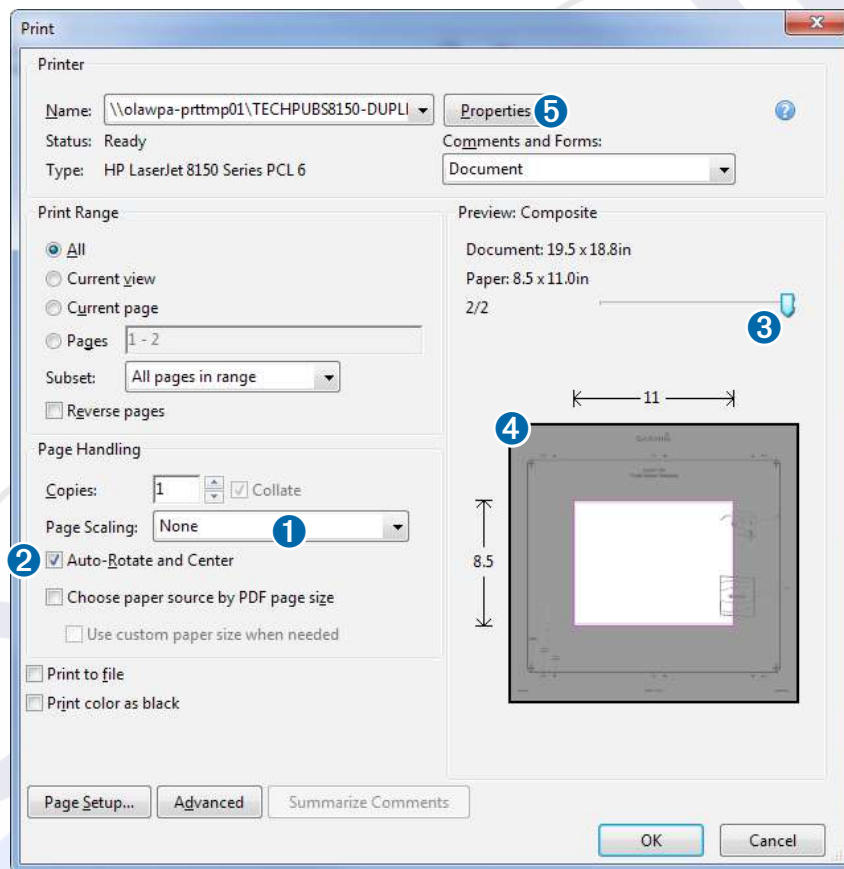 Print
Printer
Name: \\olawpa-prttmp01\TECHPUBS8150-DUPLI
Properties 5
Status: Ready
Comments and Forms:
Type: HP LaserJet 8150 Series PCL 6
Document
Print Range
All
Current view
Current page
Pages 1 - 2
Subset: All pages in range
Reverse pages
Preview: Composite
Document: 19.5 x 18.8in
Paper: 8.5 x 11.0in
2/2
3
11
4
GARMIN
8.5
Page Handling
Copies: 1 Collate
Page Scaling: None 1
2 Auto-Rotate and Center
Choose paper source by PDF page size
Use custom paper size when needed
Print to file
Print color as black
Page Setup... Advanced Summarize Comments
OK Cancel